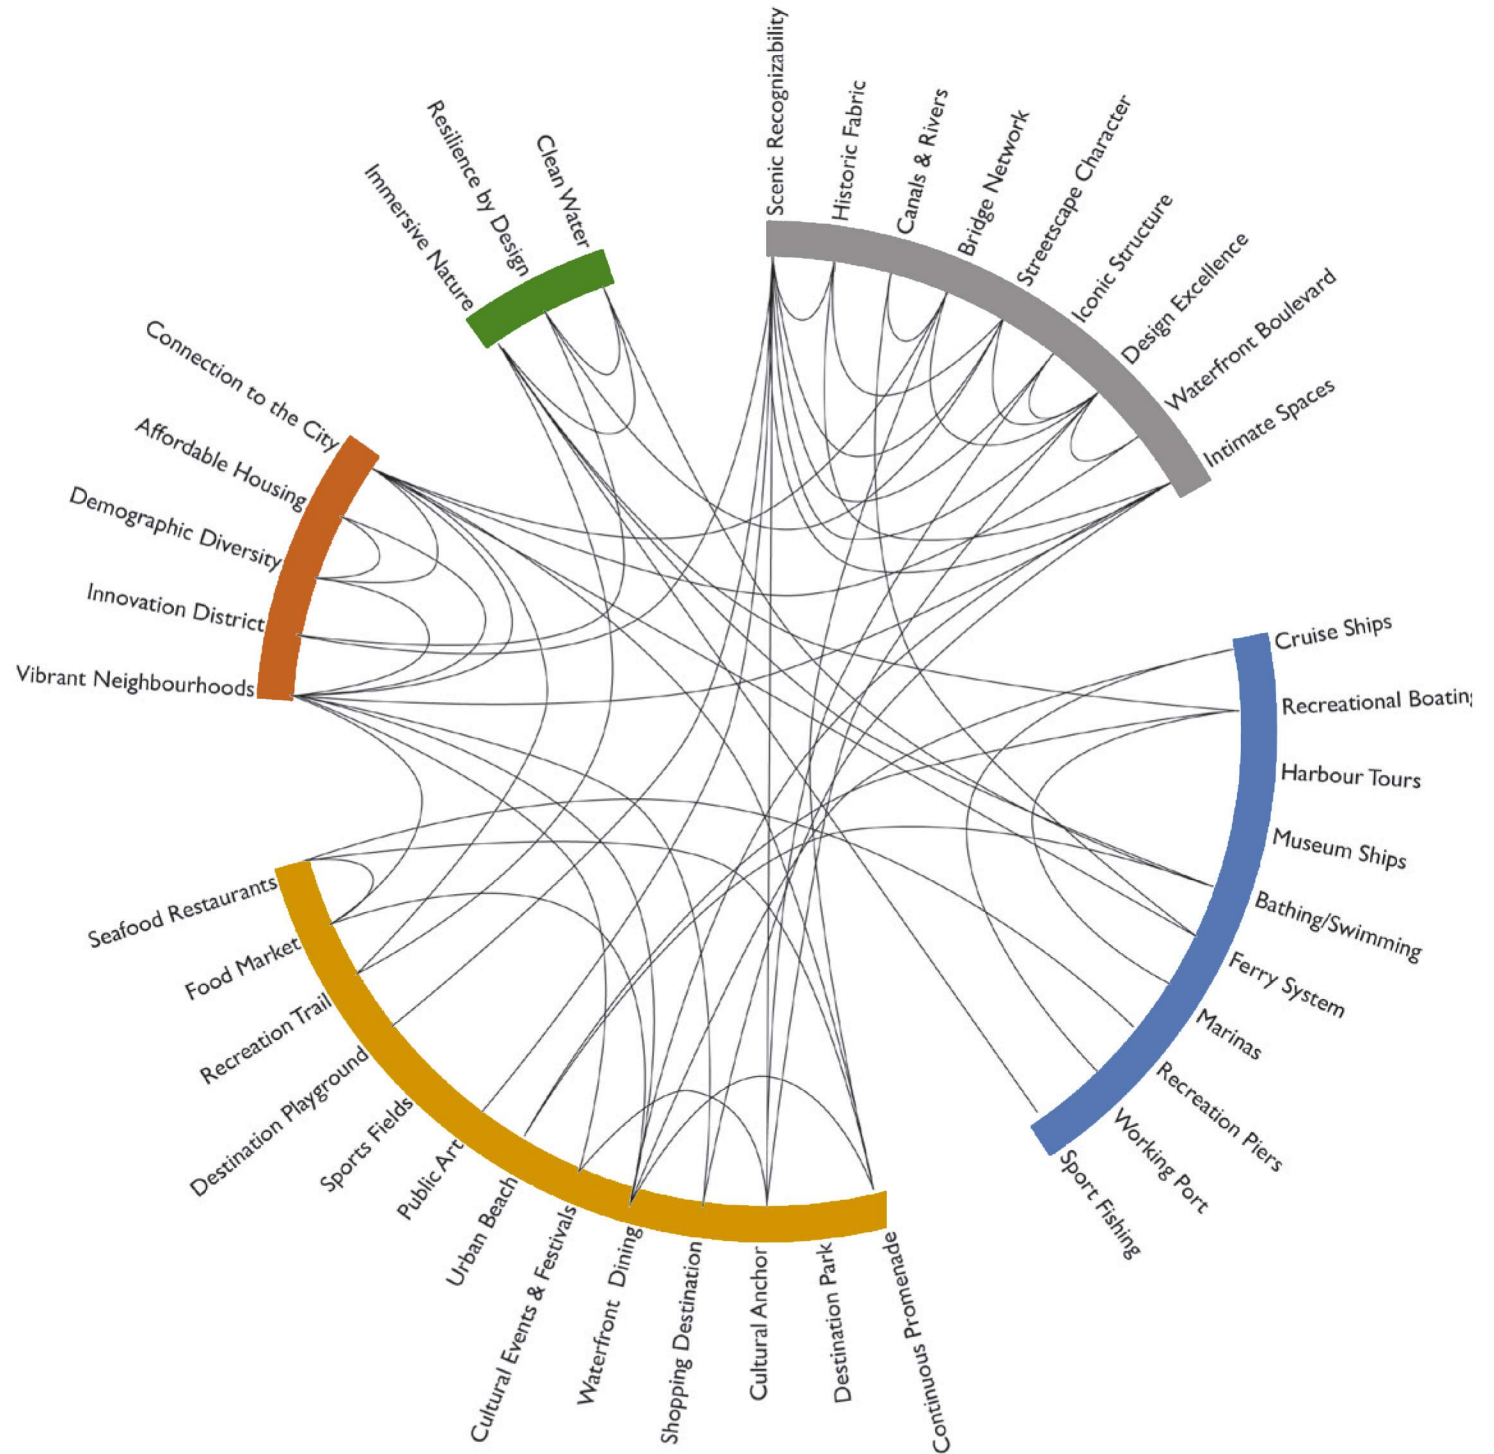 Scenic Recognizability
Historic Fabric
Canals & Rivers
Bridge Network
Streetscape Character
Iconic Structure
Design Excellence
Waterfront Boulevard
Intimate Spaces
Cruise Ships
Recreational Boatin
Harbour Tours
Museum Ships
Bathing/Swimming
Ferry System
Marinas
Recreation Piers
Working Port
Sport Fishing
Continuous Promenade
Destination Park
Cultural Anchor
Shopping Destination
Waterfront Dining
Cultural Events & Festivals
Urban Beach
Public Art
Sports Fields
Destination Playground
Recreation Trail
Food Market
Seafood Restaurants
Vibrant Neighbourhoods
Innovation District
Demographic Diversity
Affordable Housing
Connection to the City
Immersive Nature
Resilience by Design
Clean Water